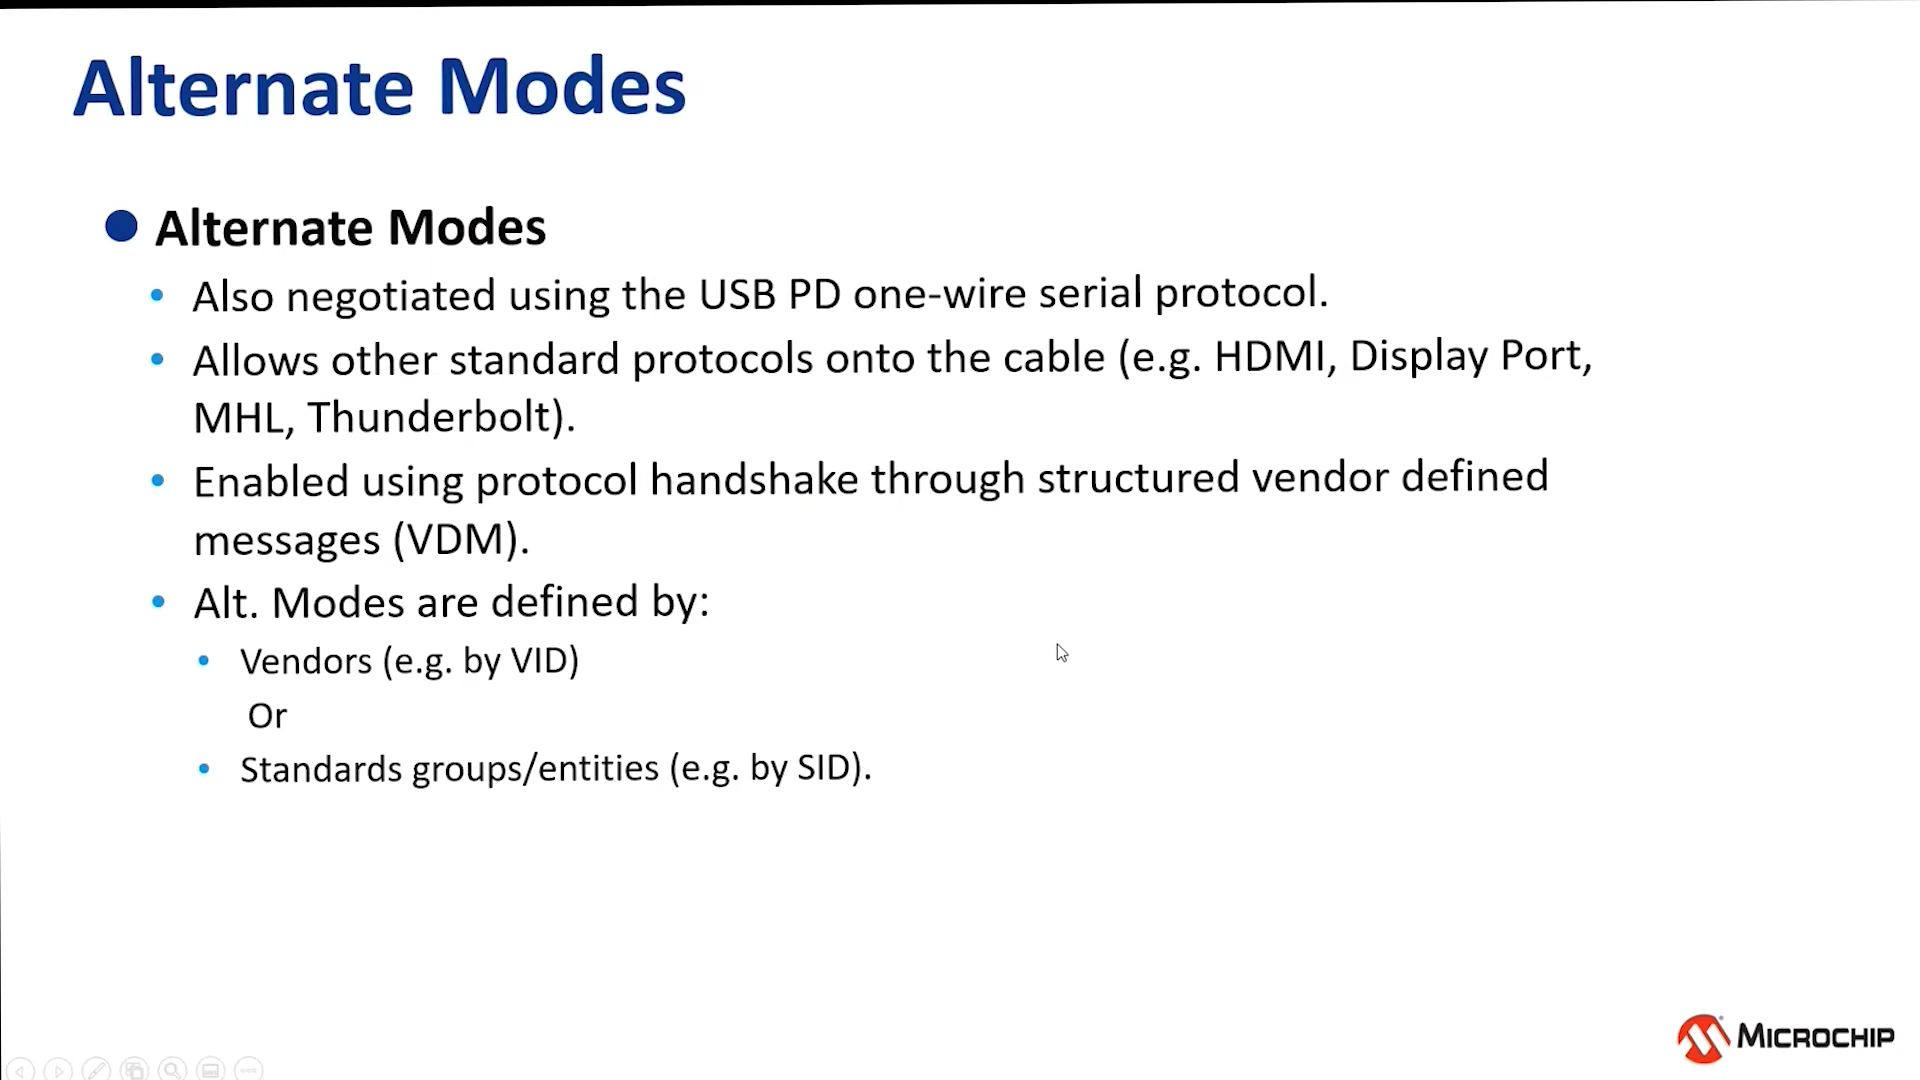 Alternate Modes
Alternate Modes
Also negotiated using the USB PD one-wire serial protocol.
Allows other standard protocols onto the cable (e.g. HDMI, Display Port,
MHL, Thunderbolt).
Enabled using protocol handshake through structured vendor defined
messages (VDM).
Alt. Modes are defined by:
Vendors (e.g. by VID)
Or
Standards groups/entities (e.g. by SID).
MICROCHIP